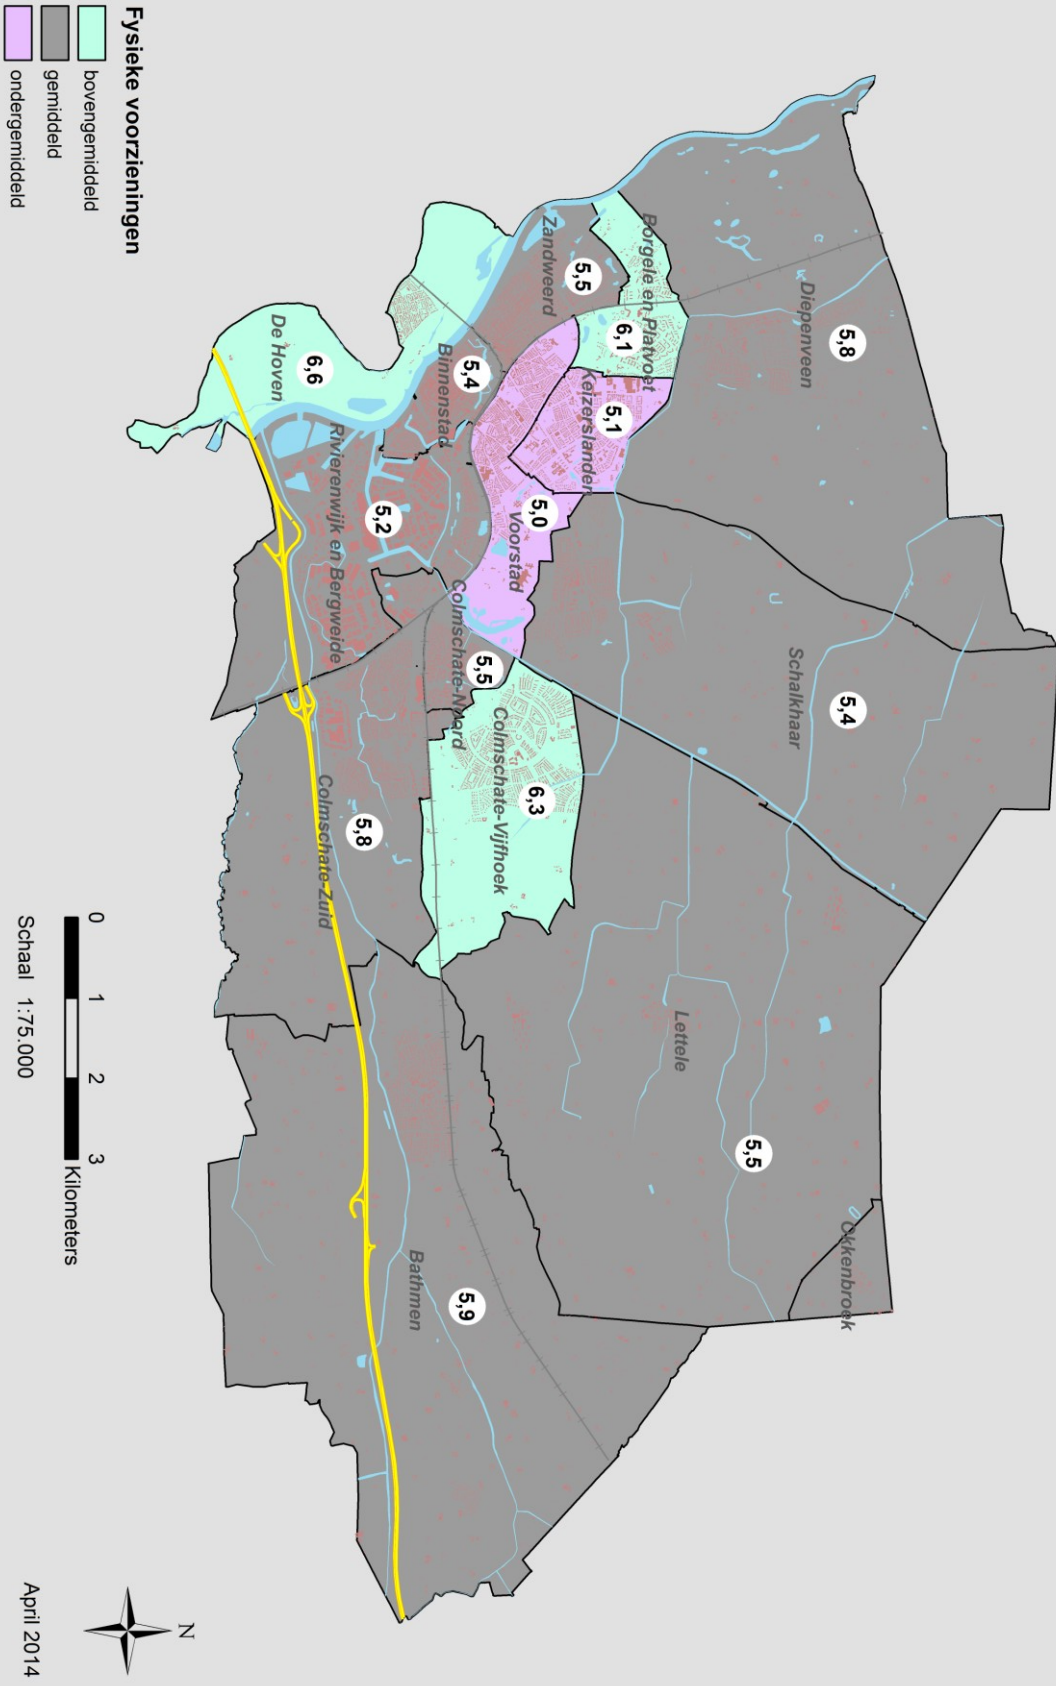 Diepenveen
5,8
Borgele en Platvoet
6,1
Zandweerd
5,5
Keizerslanden
5,1
Schalkhaar
5,4
Okkenbroek
Lettele
5,5
Voorstad
5,0
Binnenstad
5,4
De Hoven
6,6
Rivierenwijk en Bergweide
5,2
Colmschate-Noord
5,5
Colmschate-Vijfhoek
6,3
Colmschate-Zuid
5,8
Bathmen
5,9
Fysieke voorzieningen
bovengemiddeld
gemiddeld
ondergemiddeld
0 1 2 3
Kilometers
Schaal 1:75.000
N
April 2014